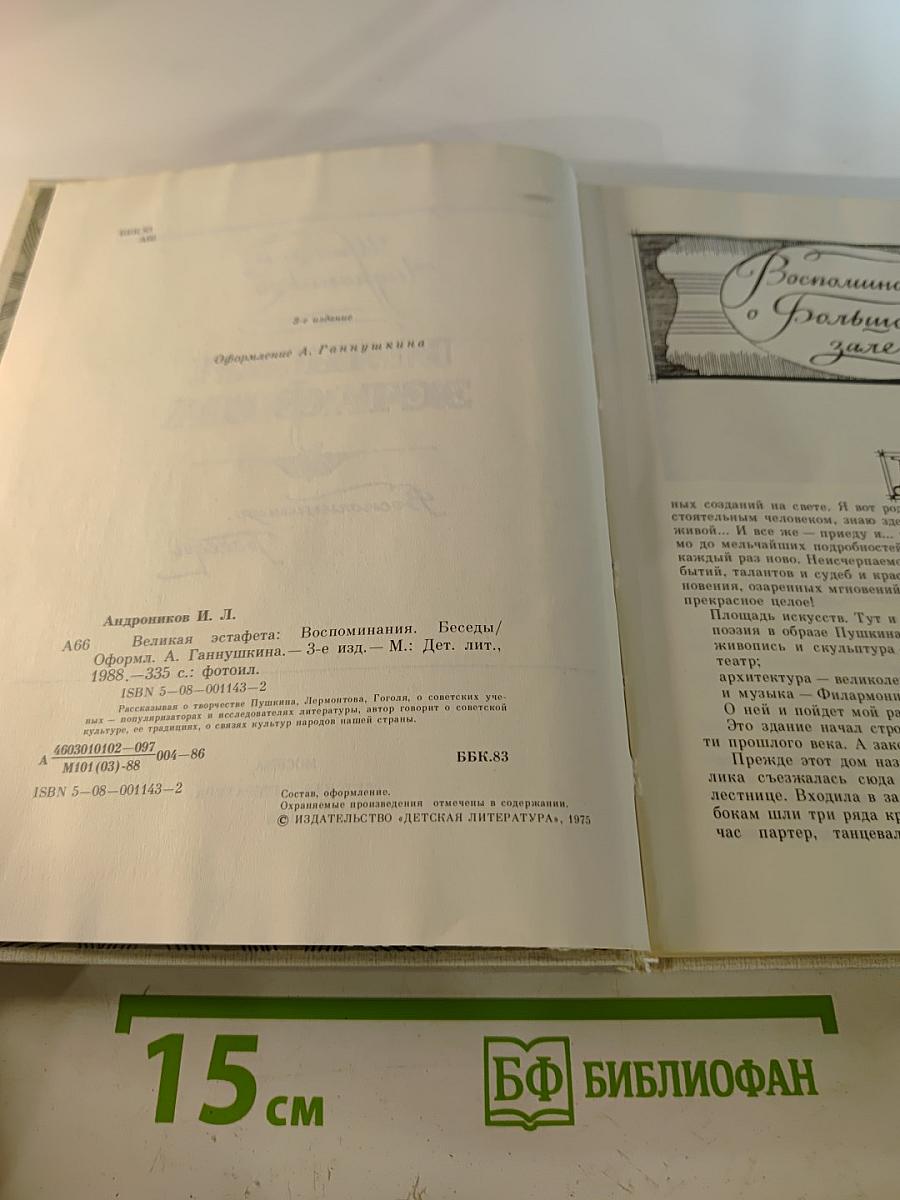 ББК 83
А66
3-е издание
Оформление А. Ганнушкина
Андроников И. Л.
А66 Великая эстафета: Воспоминания. Беседы/
Оформл. А. Ганнушкина.— 3-е изд.— М.: Дет. лит.,
1988.—335 с.: фотоил.
ISBN 5—08—001143—2
Рассказывая о творчестве Пушкина, Лермонтова, Гоголя, о советских уче-
ных — популяризаторах и исследователях литературы, автор говорит о советской
культуре, ее традициях, о связях культур народов нашей страны.
А 4603010102—097 004—86
М101(03)-88
ББК.83
ISBN 5—08—001143—2
Состав, оформление.
Охраняемые произведения отмечены в содержании.
© ИЗДАТЕЛЬСТВО «ДЕТСКАЯ ЛИТЕРАТУРА», 1975
Воспомина
о Большо
зале
ных созданий на свете. Я вот род
стоятельным человеком, знаю зде
живой... И все же — приеду и...
мо до мельчайших подробностей
каждый раз ново. Неисчерпаемо
бытий, талантов и судеб и крас
новения, озаренных мгновений
прекрасное целое!
Площадь искусств. Тут и
поэзия в образе Пушкина
живопись и скульптура
театр;
архитектура — великоле
и музыка — Филармони
О ней и пойдет мой ра
Это здание начал стро
ти прошлого века. А зако
Прежде этот дом наз
лика съезжалась сюда
лестнице. Входила в за
бокам шли три ряда кр
час партер, танцевал
15 см
БФ БИБЛИОФАН